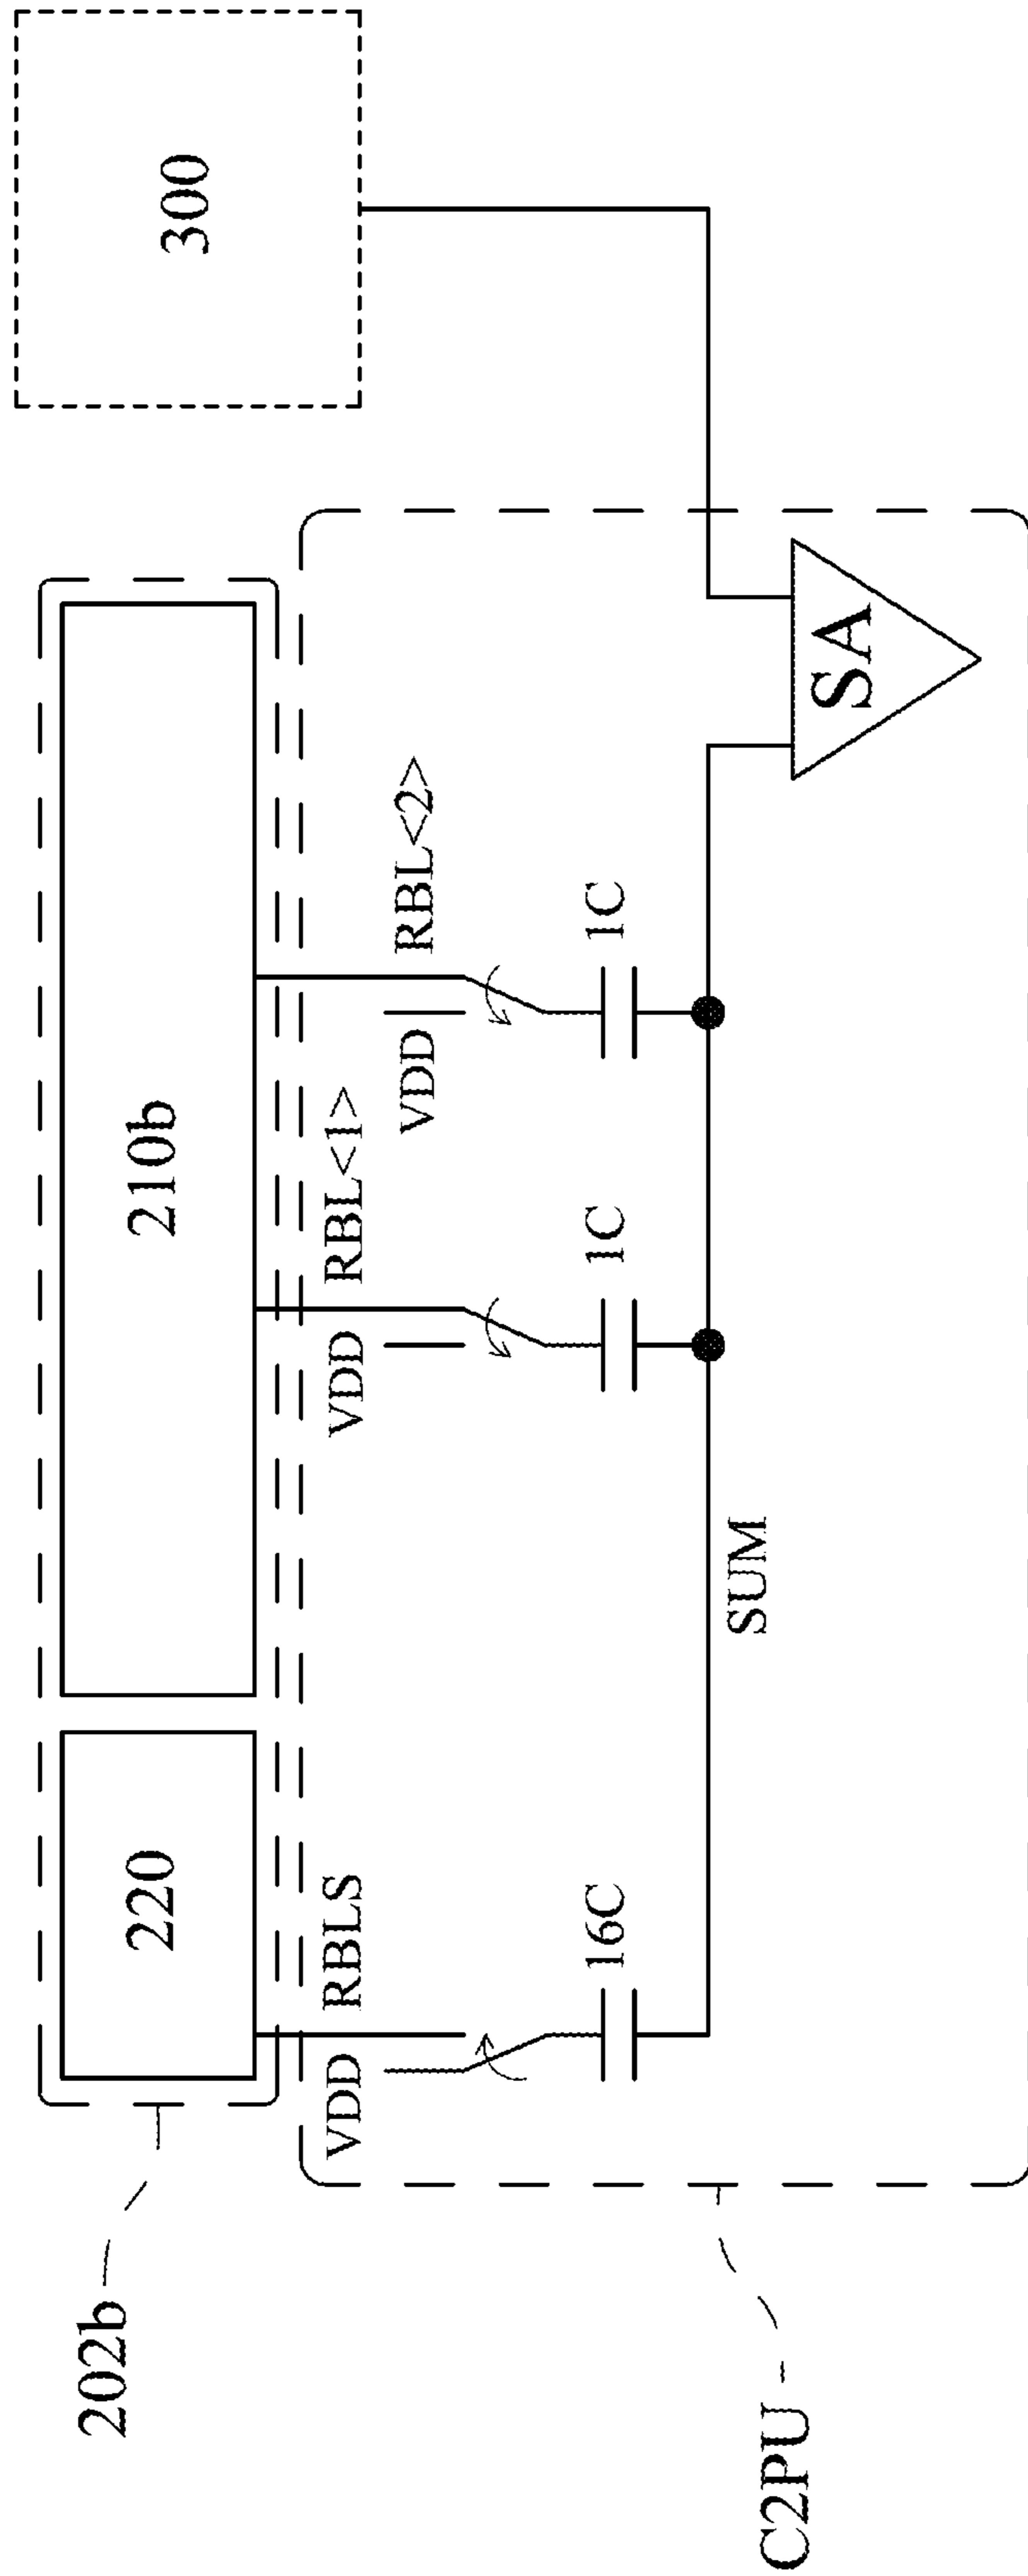 202b
220
210b
300
VDD
RBLS
VDD
RBL<1>
VDD
RBL<2>
16C
1C
1C
SUM
SA
C2PU